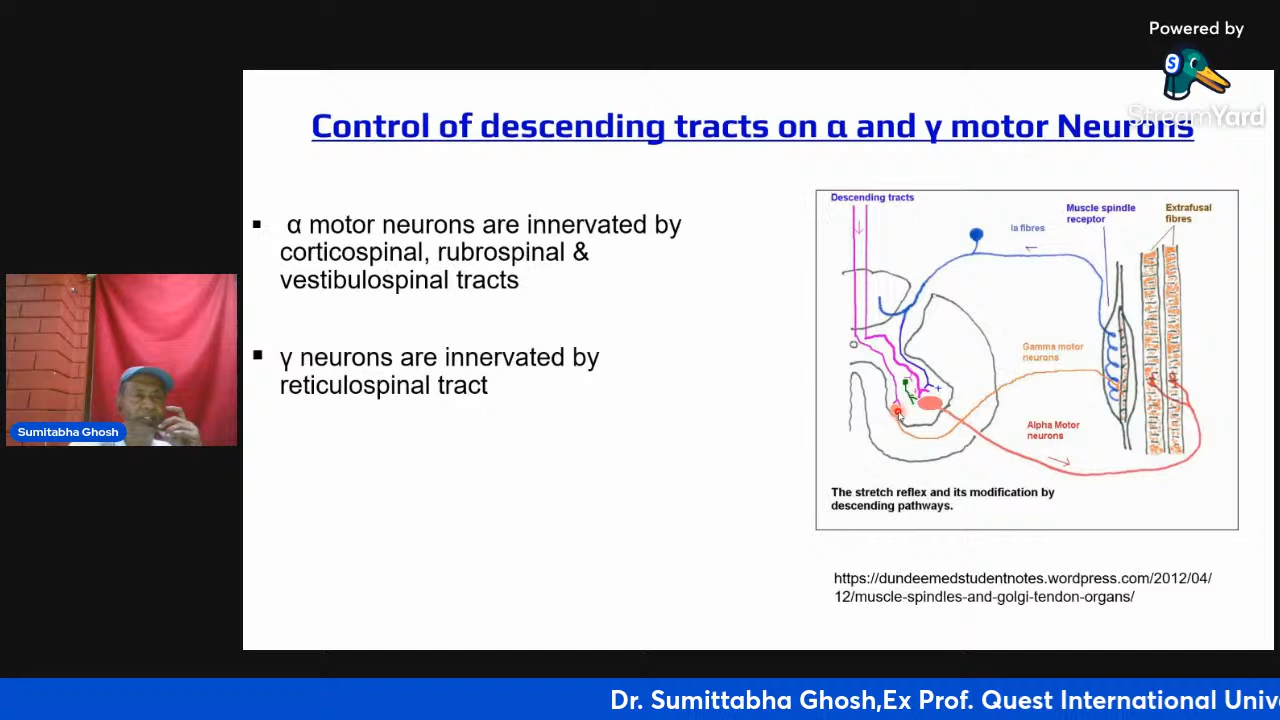 Powered by
StreamYard
Control of descending tracts on α and γ motor Neurons
α motor neurons are innervated by
corticospinal, rubrospinal &
vestibulospinal tracts
γ neurons are innervated by
reticulospinal tract
Descending tracts
Muscle spindle
receptor
Extrafusal
fibres
Ia fibres
Gamma motor
neurons
Alpha Motor
neurons
The stretch reflex and its modification by
descending pathways.
https://dundeemedstudentnotes.wordpress.com/2012/04/
12/muscle-spindles-and-golgi-tendon-organs/
Sumitabha Ghosh
Dr. Sumittabha Ghosh,Ex Prof. Quest International Univ